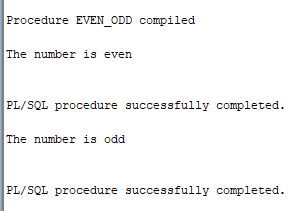 Procedure EVEN_ODD compiled
The number is even
PL/SQL procedure successfully completed.
The number is odd
PL/SQL procedure successfully completed.